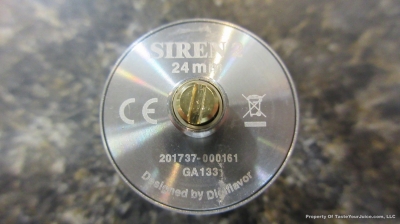 SIREN
24 mm
CE
201737-000161
GA133
Designed by Digiflavor
Property Of TasteYourJuice.com, LLC